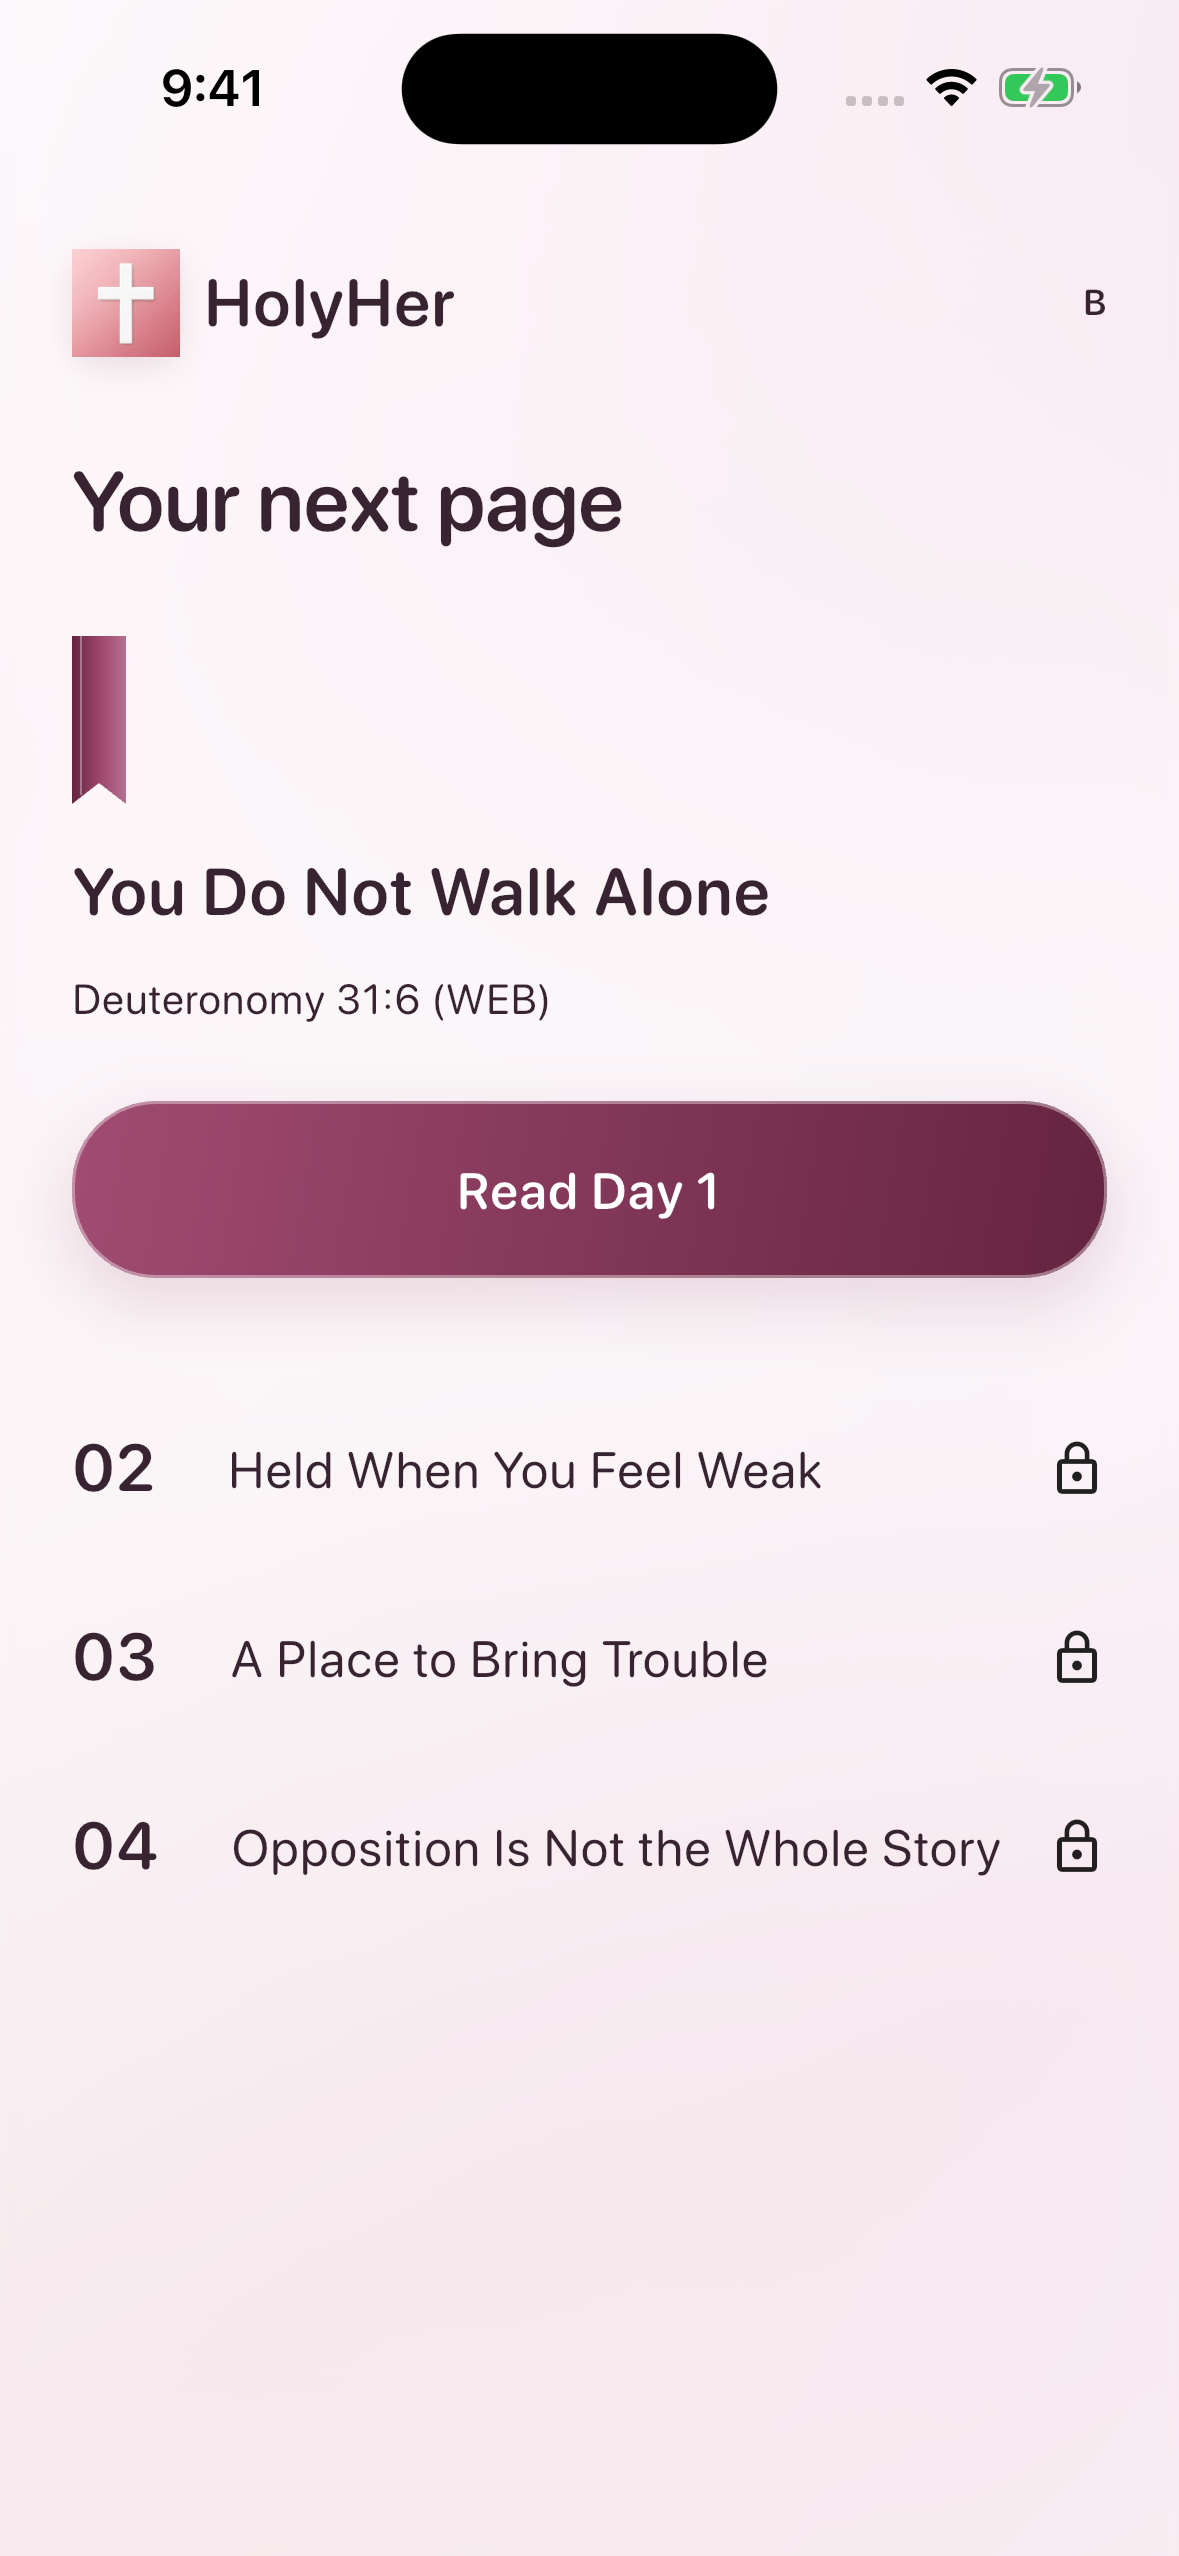 9:41
HolyHer
B
Your next page
You Do Not Walk Alone
Deuteronomy 31:6 (WEB)
Read Day 1
02 Held When You Feel Weak
03 A Place to Bring Trouble
04 Opposition Is Not the Whole Story